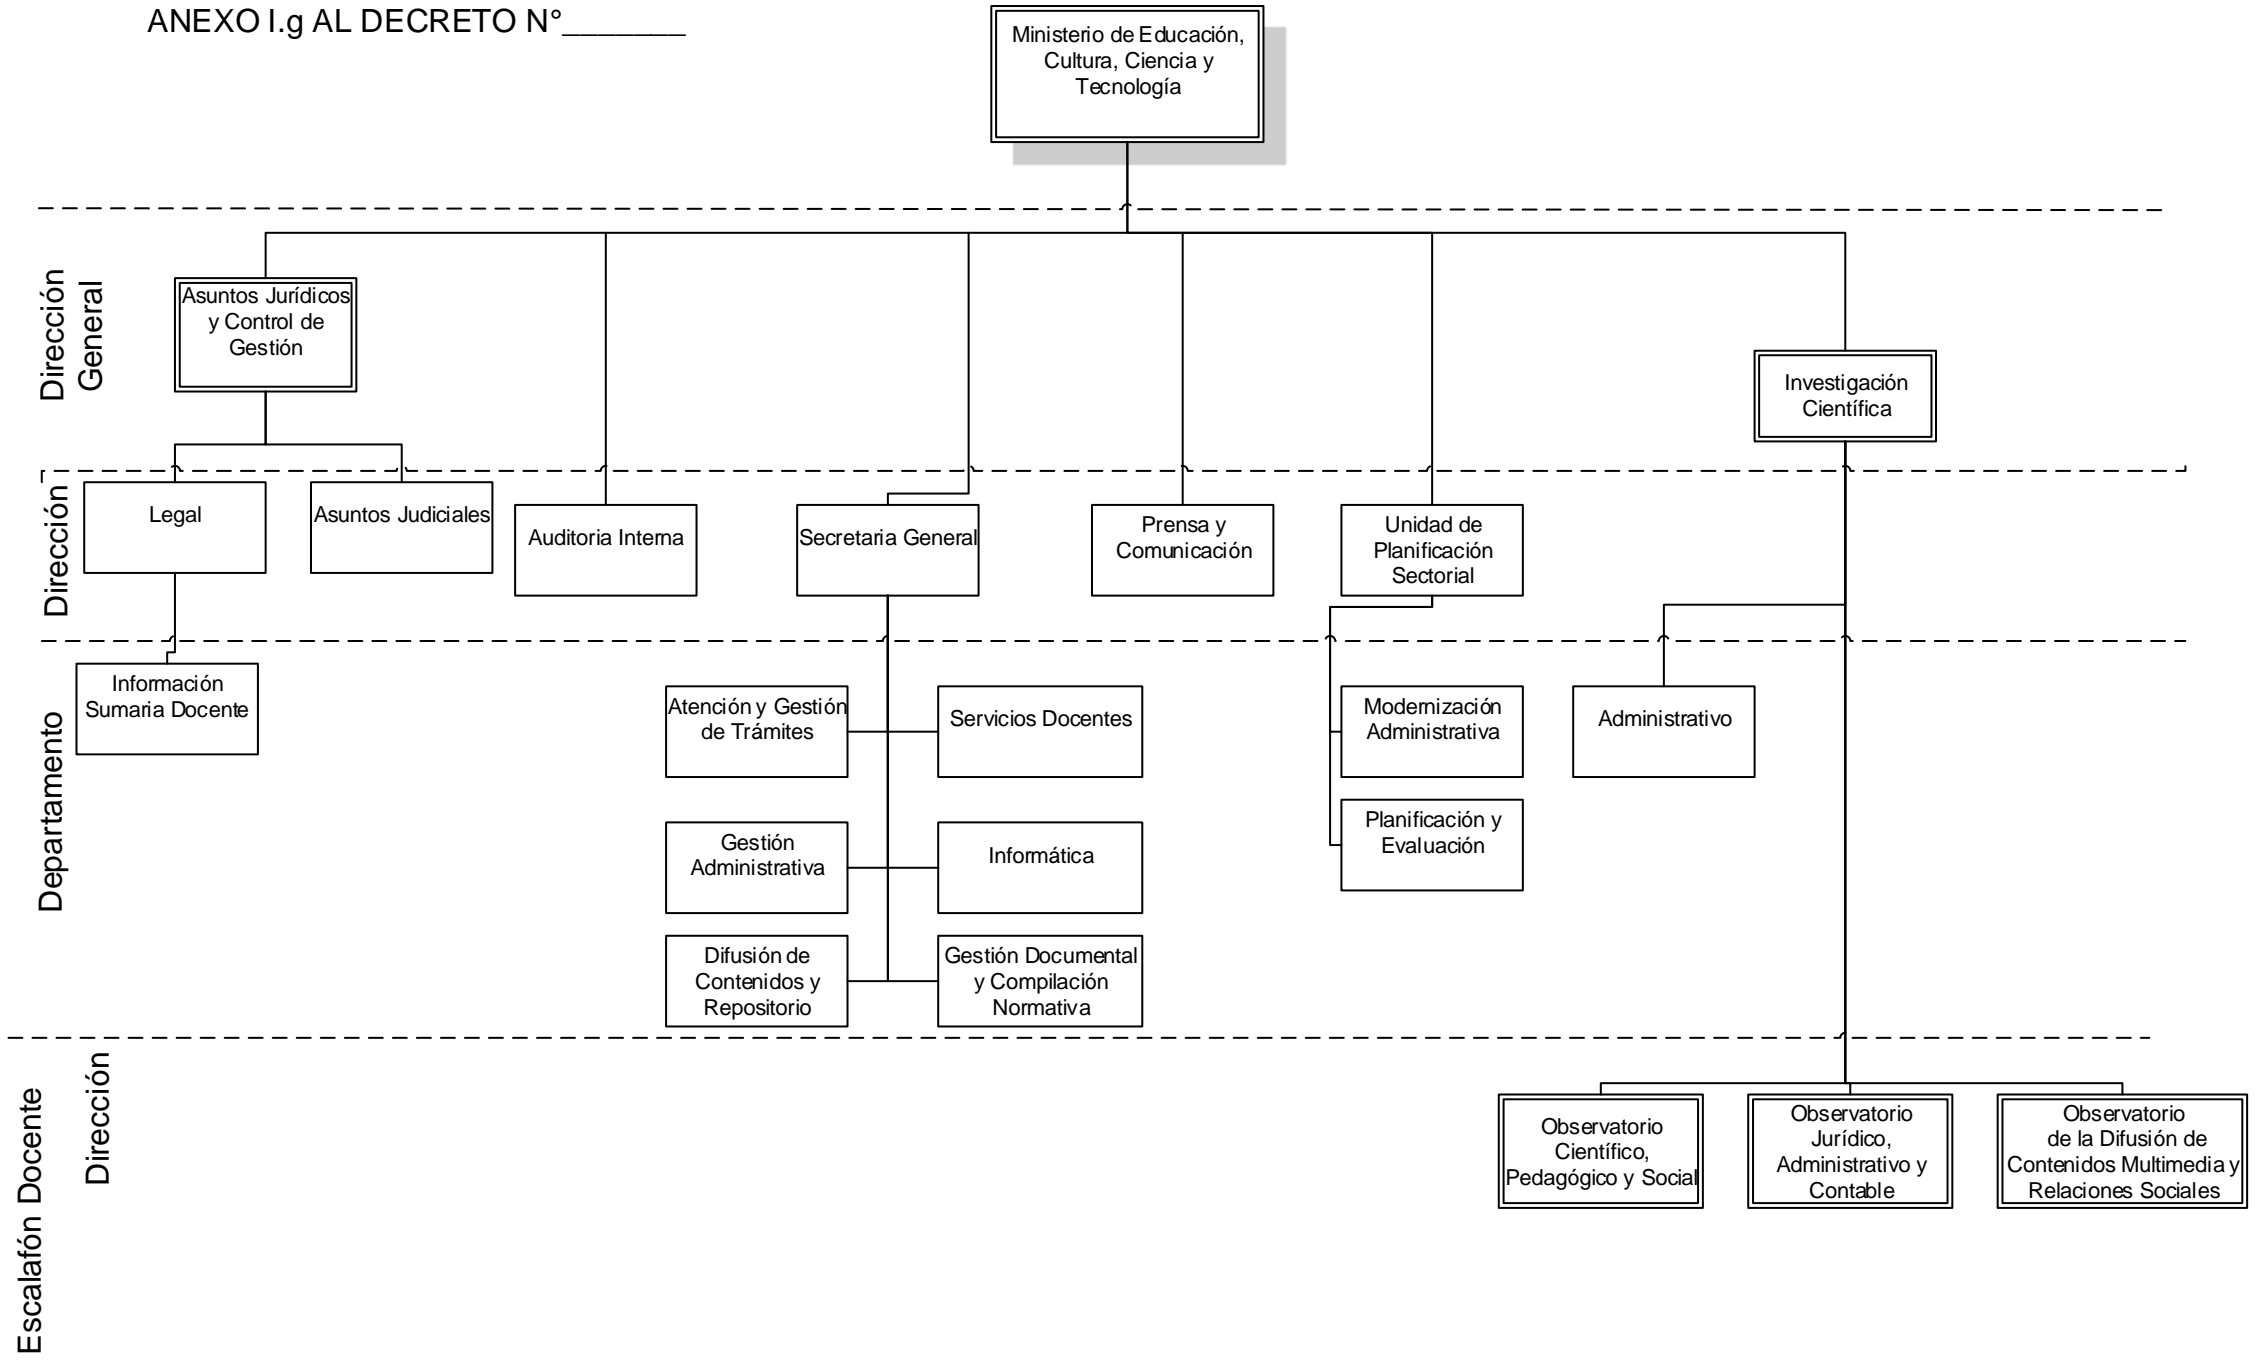 ANEXO I.g AL DECRETO N°_______
Ministerio de Educación,
Cultura, Ciencia y
Tecnología
Dirección
General
Asuntos Jurídicos
y Control de
Gestión
Investigación
Científica
Dirección
Legal
Asuntos Judiciales
Auditoria Interna
Secretaria General
Prensa y
Comunicación
Unidad de
Planificación
Sectorial
Departamento
Información
Sumaria Docente
Atención y Gestión
de Trámites
Servicios Docentes
Modernización
Administrativa
Administrativo
Gestión
Administrativa
Informática
Planificación y
Evaluación
Difusión de
Contenidos y
Repositorio
Gestión Documental
y Compilación
Normativa
Escalafón Docente
Dirección
Observatorio
Científico,
Pedagógico y Social
Observatorio
Jurídico,
Administrativo y
Contable
Observatorio
de la Difusión de
Contenidos Multimedia y
Relaciones Sociales